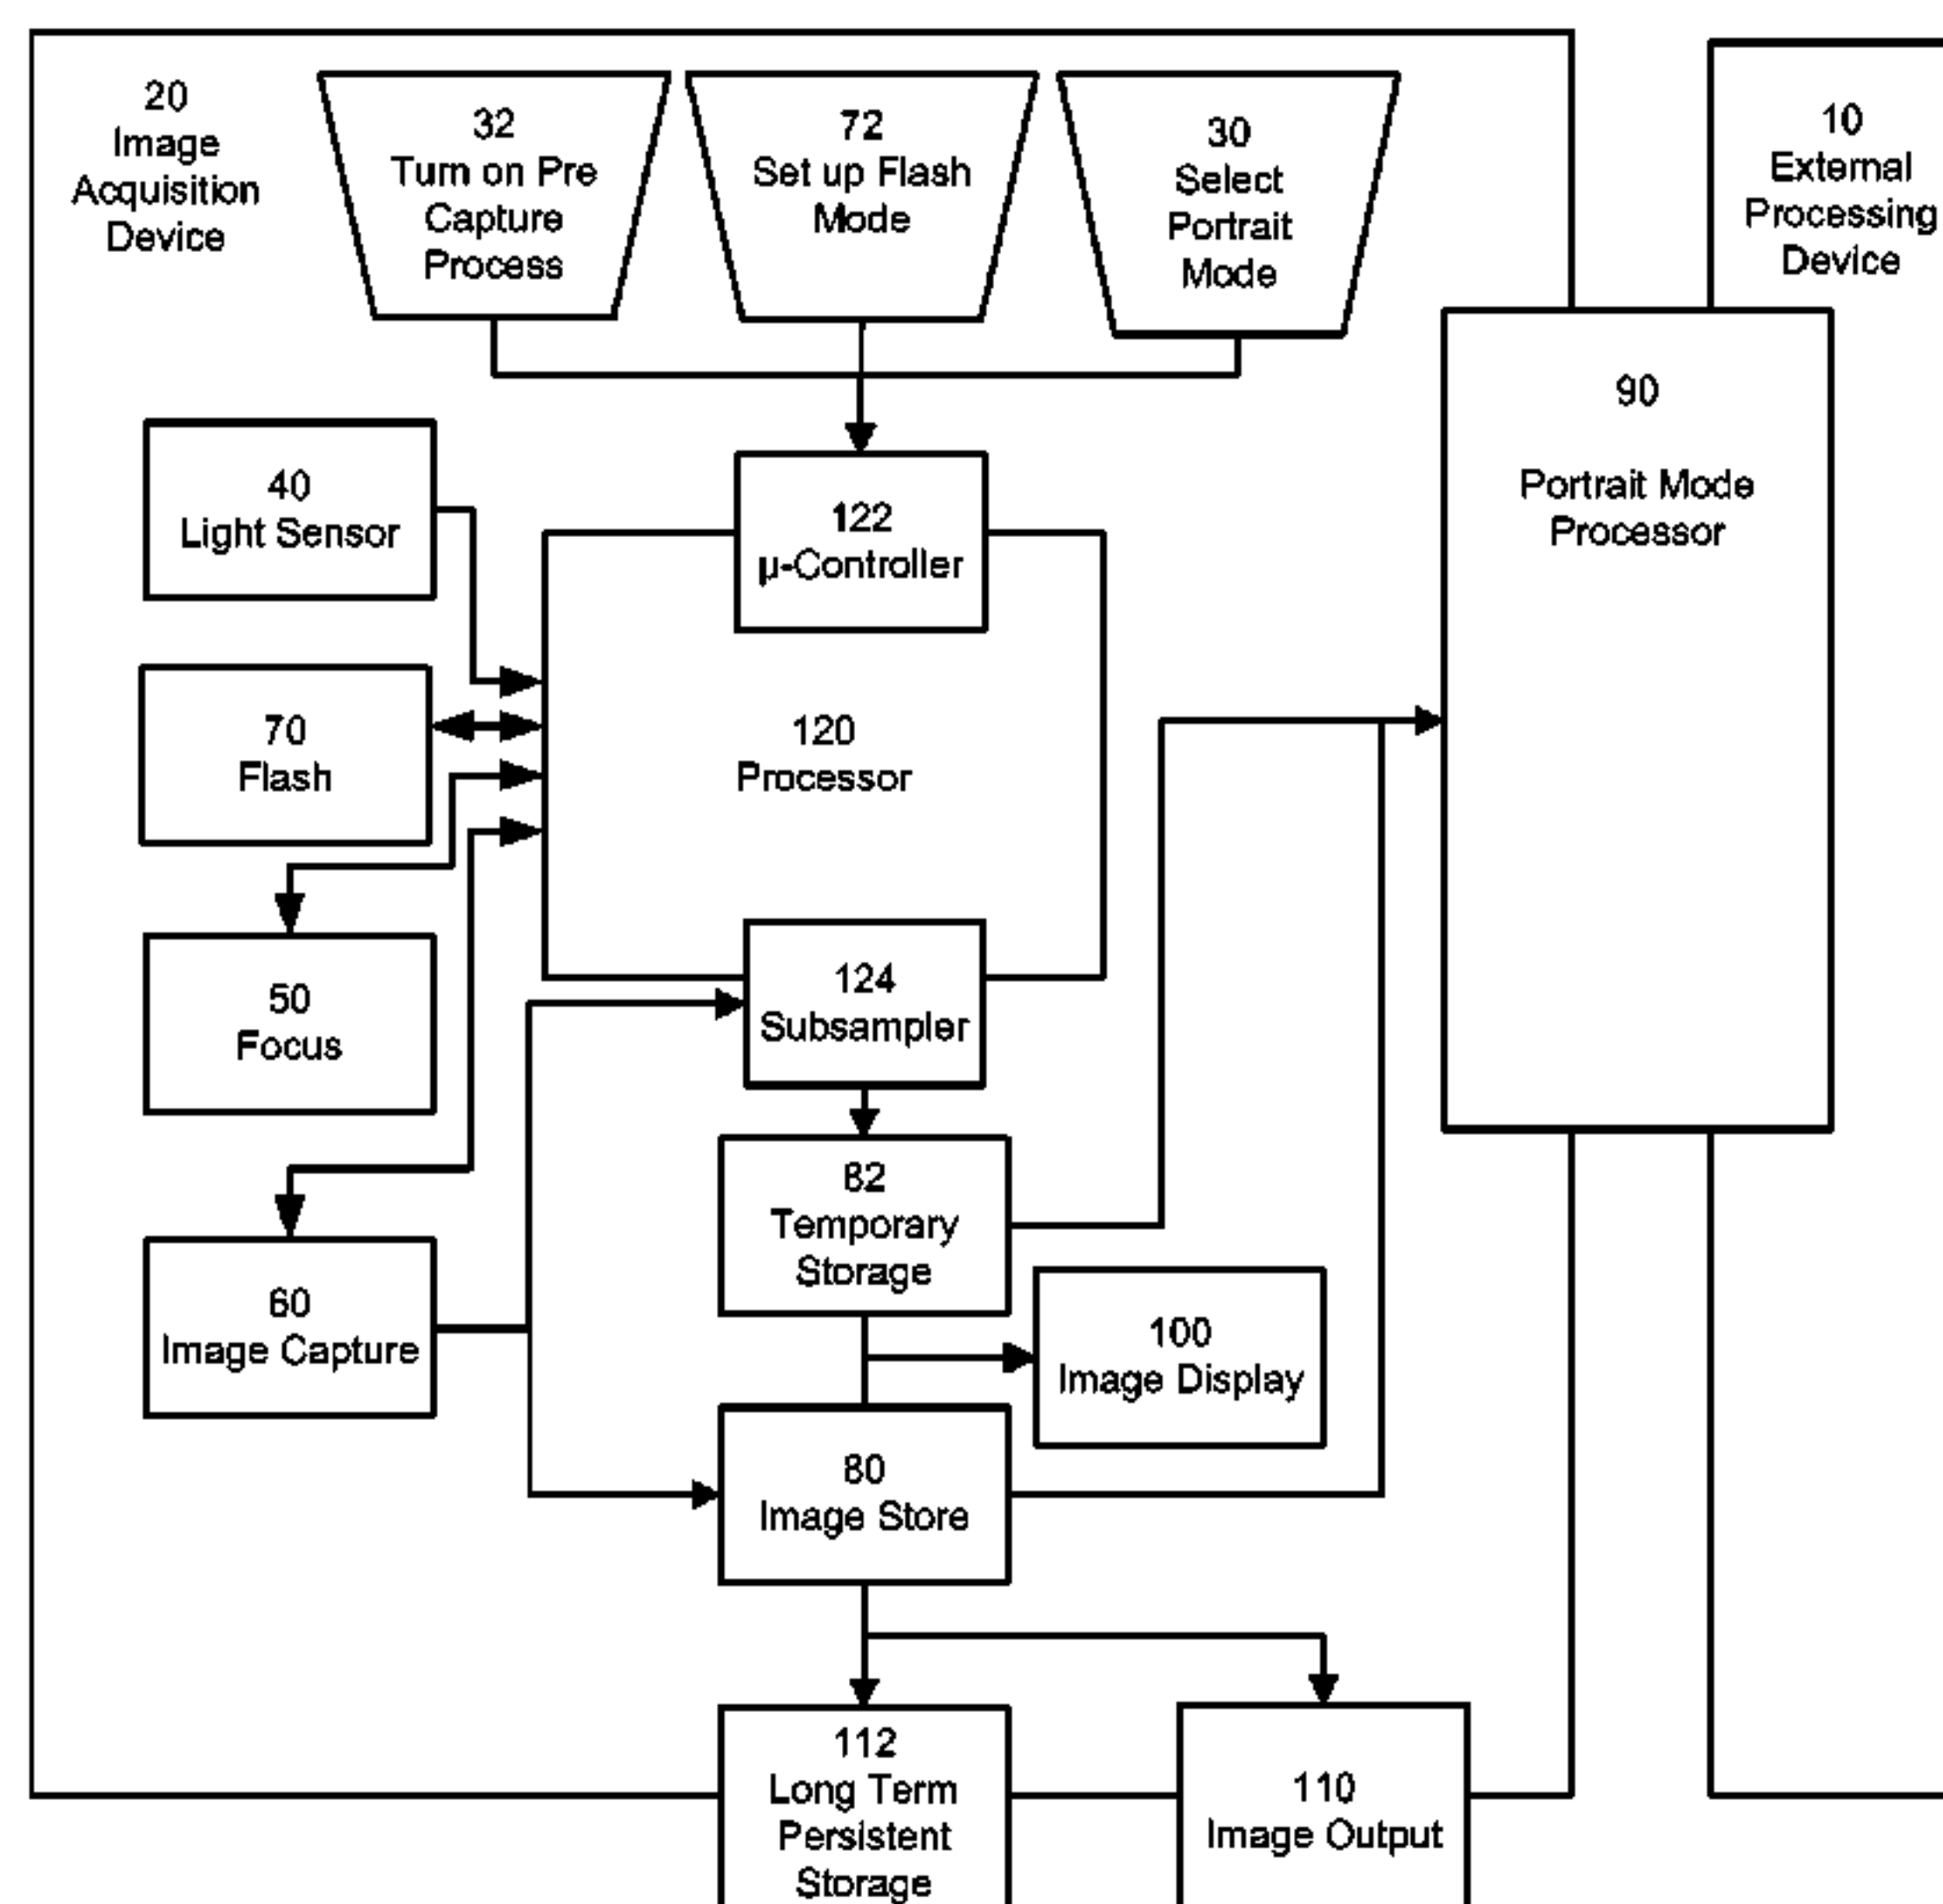 20
Image
Acquisition
Device
32
Turn on Pre
Capture
Process
72
Set up Flash
Mode
30
Select
Portrait
Mode
10
External
Processing
Device
90
Portrait Mode
Processor
40
Light Sensor
122
µ-Controller
70
Flash
120
Processor
50
Focus
124
Subsampler
82
Temporary
Storage
60
Image Capture
100
Image Display
80
Image Store
112
Long Term
Persistent
Storage
110
Image Output